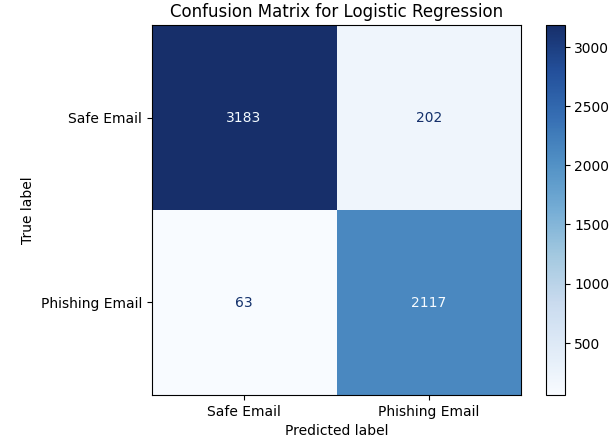 Confusion Matrix for Logistic Regression
True label
Safe Email
3183
202
Phishing Email
63
2117
Safe Email
Phishing Email
Predicted label
3000
2500
2000
1500
1000
500